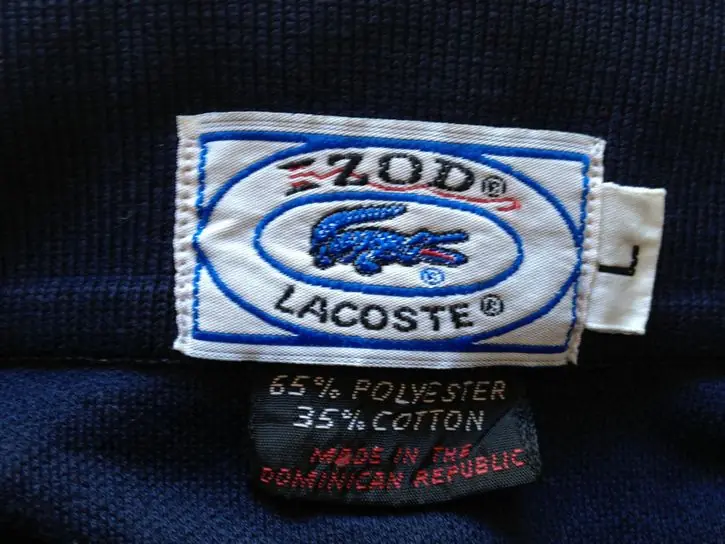 IZOD®
®
LACOSTE®
L
65% POLYESTER
35% COTTON
MADE IN THE
DOMINICAN REPUBLIC